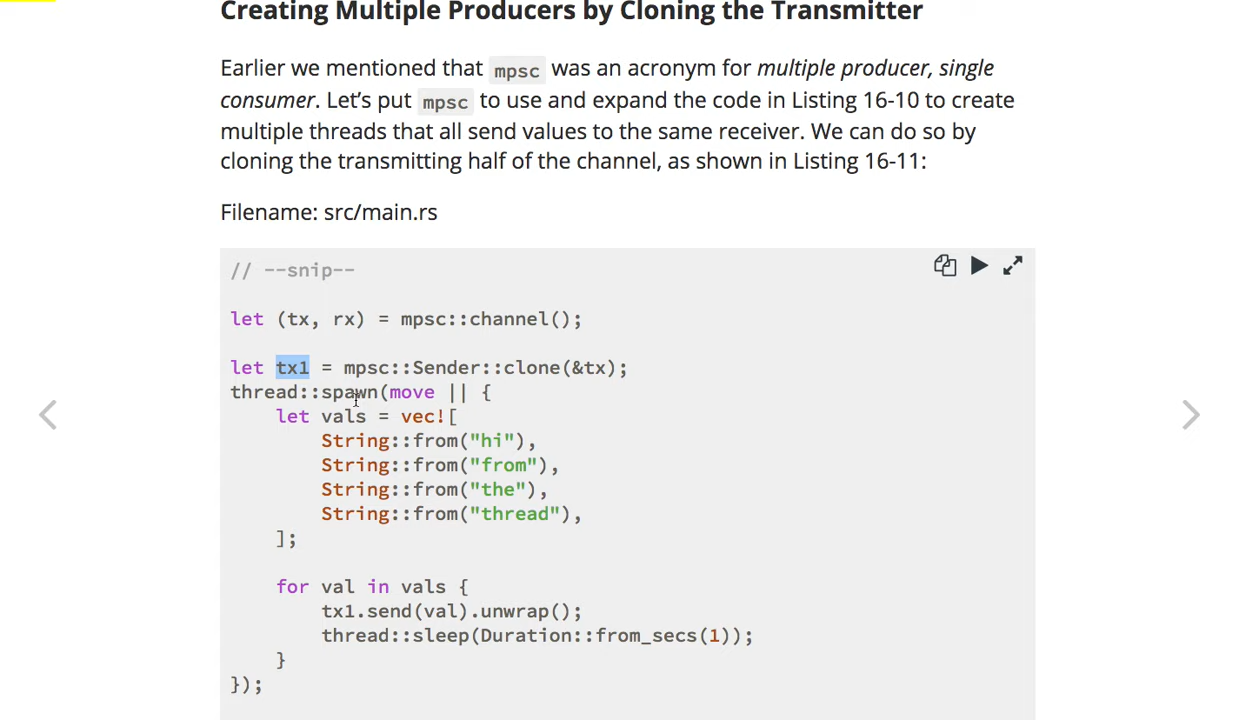 Creating Multiple Producers by Cloning the Transmitter
Earlier we mentioned that mpsc was an acronym for multiple producer, single
consumer. Let’s put mpsc to use and expand the code in Listing 16-10 to create
multiple threads that all send values to the same receiver. We can do so by
cloning the transmitting half of the channel, as shown in Listing 16-11:
Filename: src/main.rs
// --snip--
let (tx, rx) = mpsc::channel();
let tx1 = mpsc::Sender::clone(&tx);
thread::spawn(move || {
    let vals = vec![
        String::from("hi"),
        String::from("from"),
        String::from("the"),
        String::from("thread"),
    ];
    for val in vals {
        tx1.send(val).unwrap();
        thread::sleep(Duration::from_secs(1));
    }
});